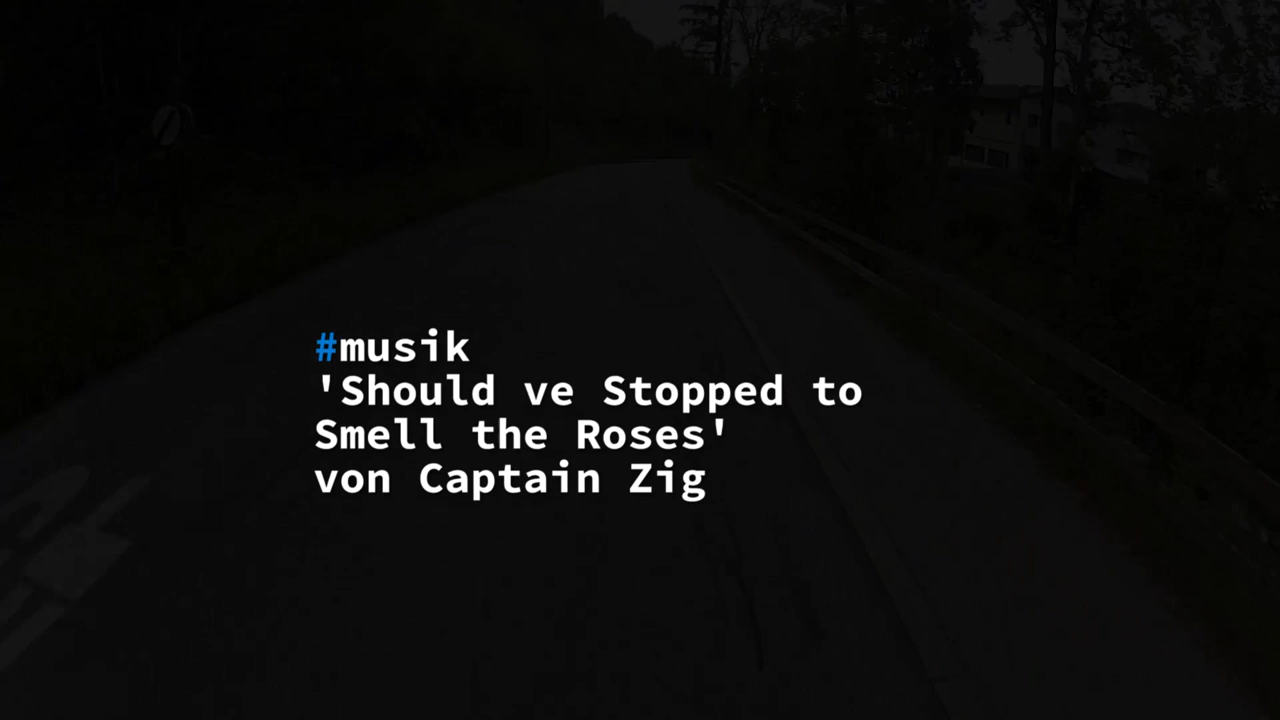 #musik
'Should ve Stopped to
Smell the Roses'
von Captain Zig